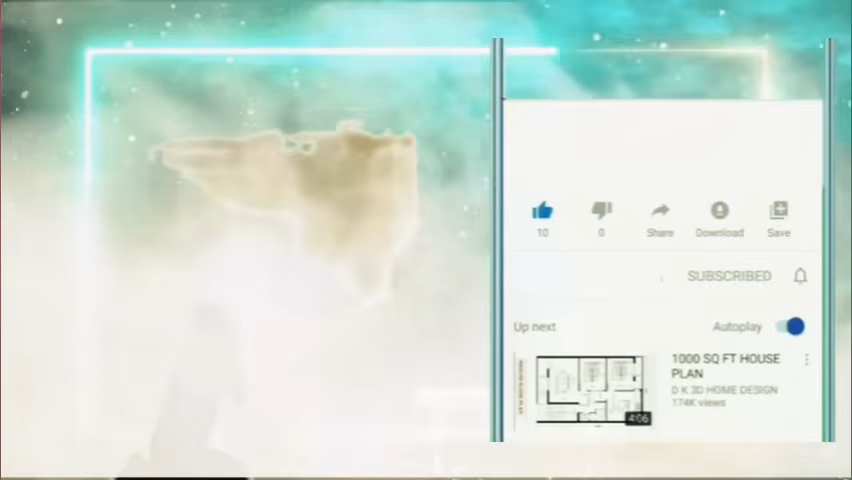 10
0
Share
Download
Save
SUBSCRIBED
Up next
Autoplay
1000 SQ FT HOUSE
PLAN
D K 3D HOME DESIGN
174K views
4:06